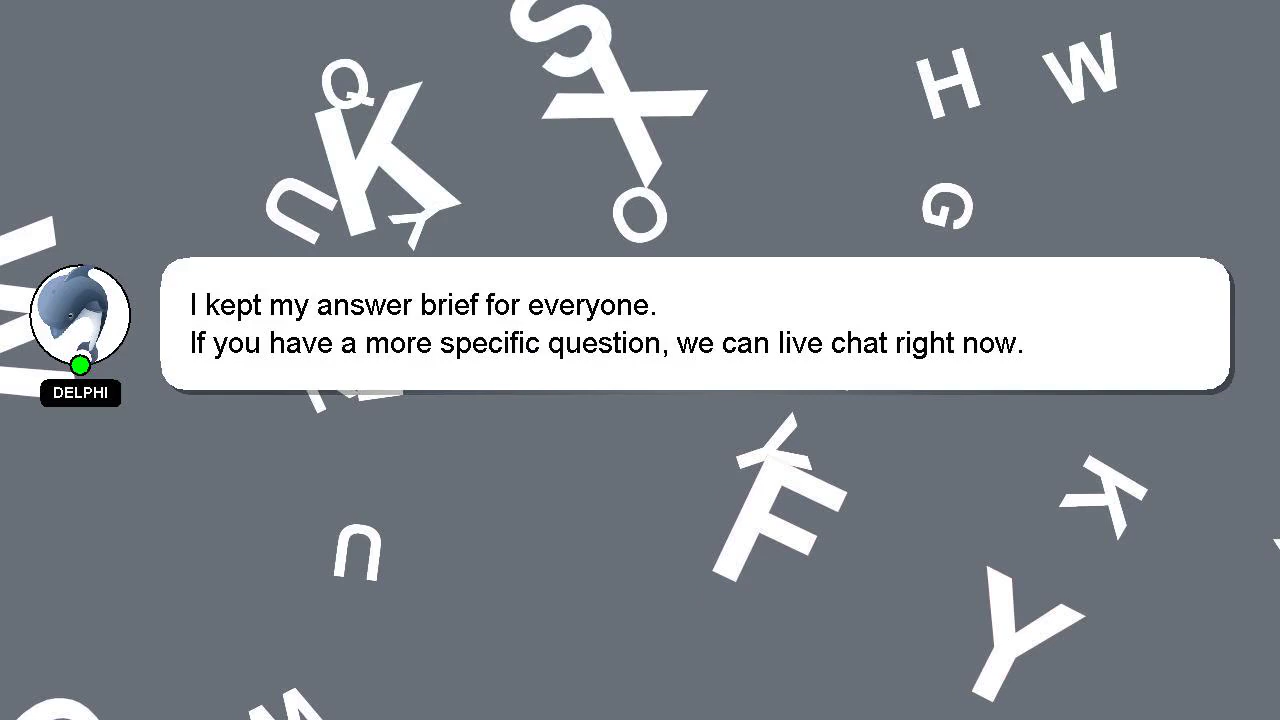 S
Q
H
W
K
X
U
Y
O
G
I kept my answer brief for everyone.
If you have a more specific question, we can live chat right now.
DELPHI
Y
F
K
U
Y